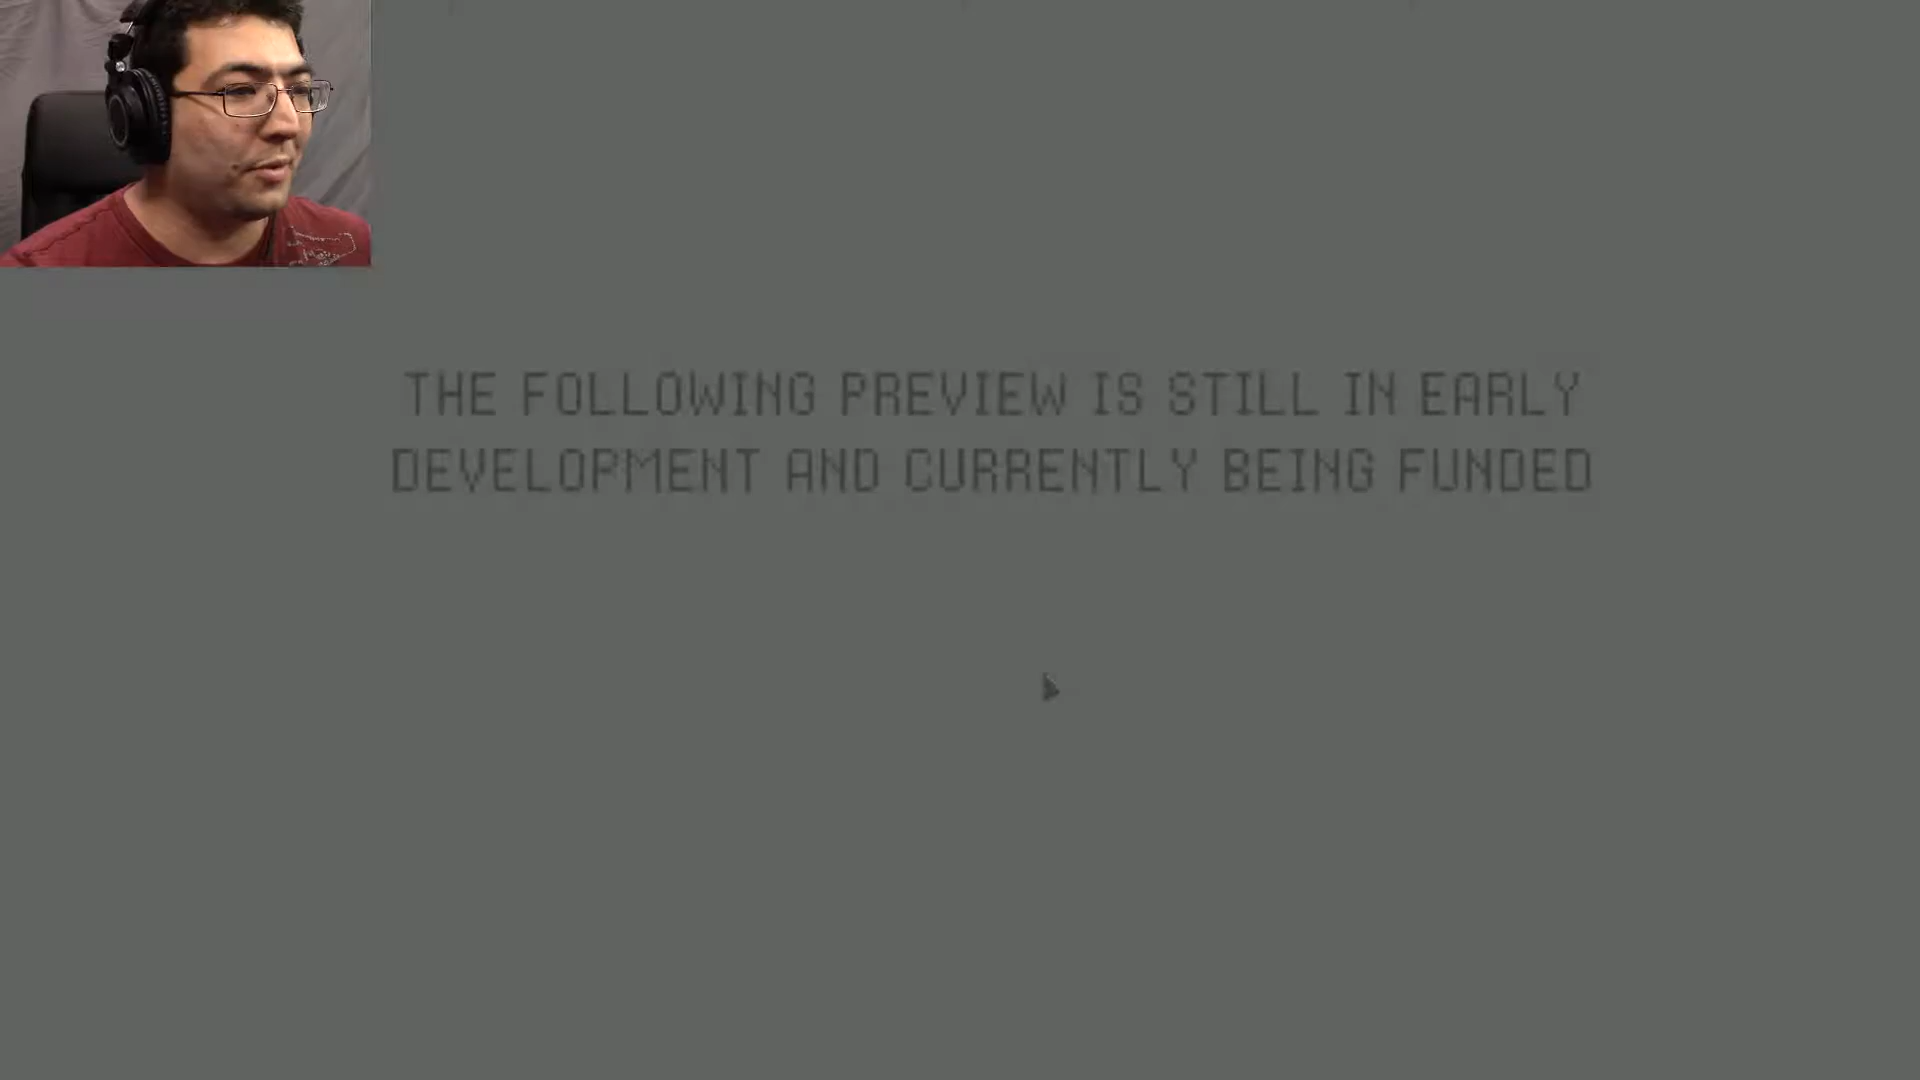 THE FOLLOWING PREVIEW IS STILL IN EARLY
DEVELOPMENT AND CURRENTLY BEING FUNDED